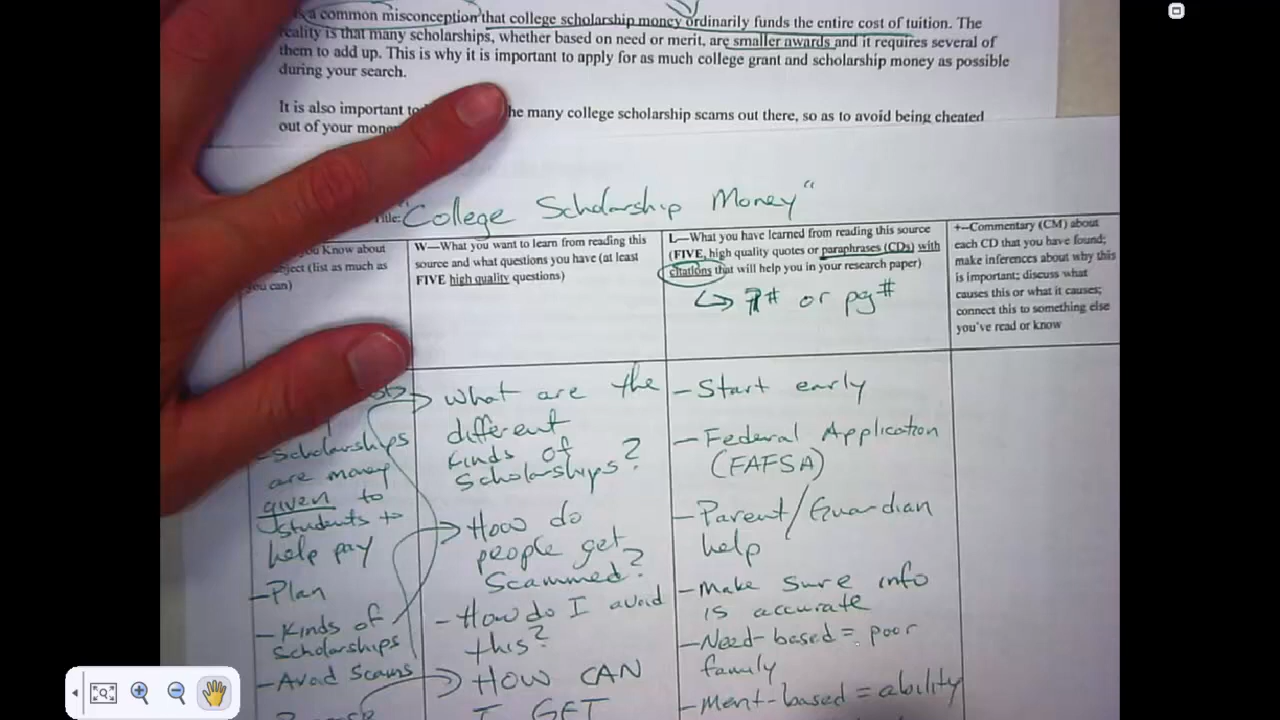 a common misconception that college scholarship money ordinarily funds the entire cost of tuition. The
reality is that many scholarships, whether based on need or merit, are smaller awards and it requires several of
them to add up. This is why it is important to apply for as much college grant and scholarship money as possible
during your search.
It is also important to he many college scholarship scams out there, so as to avoid being cheated
out of your
Title: "College Scholarship Money"
you Know about
(list as much as
you can)
W—What you want to learn from reading this
source and what questions you have (at least
FIVE high quality questions)
L—What you have learned from reading this source
(FIVE, high quality quotes or paraphrases (CDs) with
citations that will help you in your research paper)
↳ ¶# or pg#
+—Commentary (CM) about
each CD that you have found;
make inferences about why this
is important; discuss what
causes this or what it causes;
connect this to something else
you've read or know
- Scholarships
are money
given to
students to
help pay
- Plan
- Kinds of
Scholarships
- Avoid Scams
What are the
different
kinds of
Scholarships?
How do
people get
Scammed?
- How do I avoid
this?
HOW CAN
I GET
- Start early
- Federal Application
(FAFSA)
- Parent/Guardian
help
- Make sure info
is accurate
- Need-based = poor
family
- Merit-based = ability